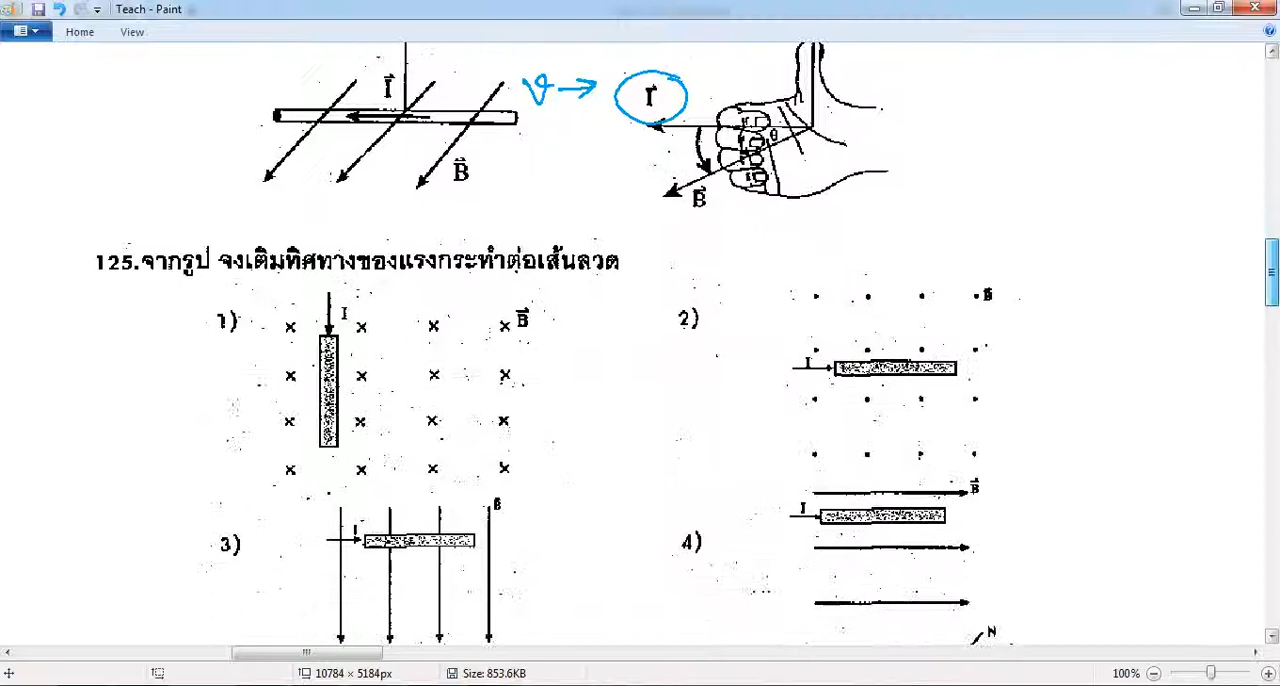 Teach - Paint
Home View
I
B
θ
ϑ → I
B
125.จากรูป จงเติมทิศทางของแรงกระทำต่อเส้นลวด
1) I B
2) B
I
3) I B
4) I B
N
10784 × 5184px Size: 853.6KB 100%